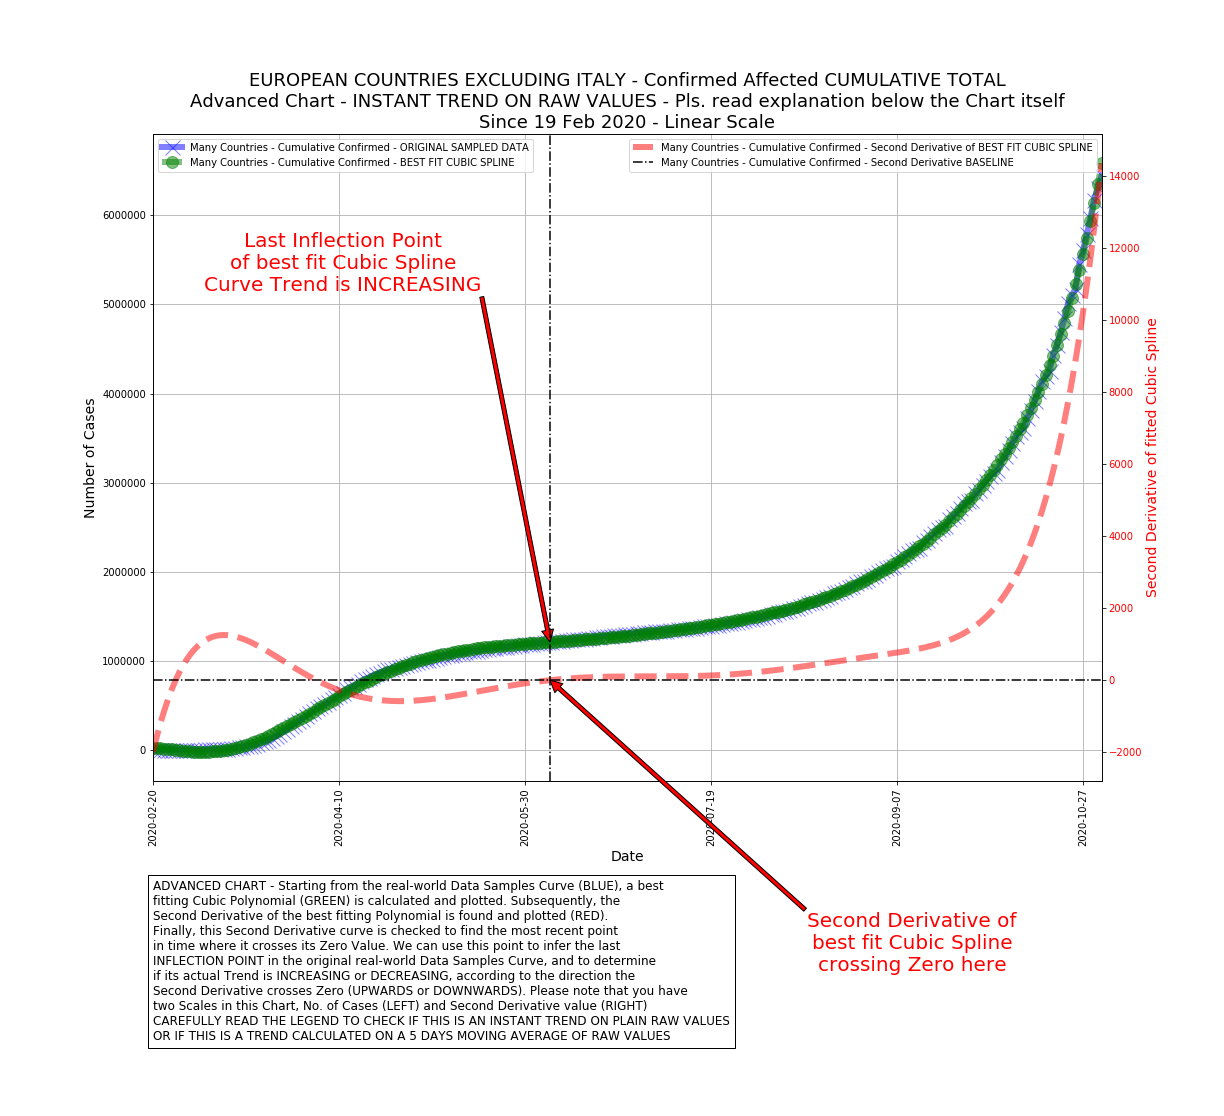 EUROPEAN COUNTRIES EXCLUDING ITALY - Confirmed Affected CUMULATIVE TOTAL
Advanced Chart - INSTANT TREND ON RAW VALUES - Pls. read explanation below the Chart itself
Since 19 Feb 2020 - Linear Scale
Many Countries - Cumulative Confirmed - ORIGINAL SAMPLED DATA
Many Countries - Cumulative Confirmed - BEST FIT CUBIC SPLINE
Many Countries - Cumulative Confirmed - Second Derivative of BEST FIT CUBIC SPLINE
Many Countries - Cumulative Confirmed - Second Derivative BASELINE
Last Inflection Point
of best fit Cubic Spline
Curve Trend is INCREASING
Number of Cases
6000000
5000000
4000000
3000000
2000000
1000000
0
14000
12000
10000
8000
6000
4000
2000
0
−2000
Second Derivative of fitted Cubic Spline
2020-02-20
2020-04-10
2020-05-30
2020-07-19
2020-09-07
2020-10-27
Date
ADVANCED CHART - Starting from the real-world Data Samples Curve (BLUE), a best
fitting Cubic Polynomial (GREEN) is calculated and plotted. Subsequently, the
Second Derivative of the best fitting Polynomial is found and plotted (RED).
Finally, this Second Derivative curve is checked to find the most recent point
in time where it crosses its Zero Value. We can use this point to infer the last
INFLECTION POINT in the original real-world Data Samples Curve, and to determine
if its actual Trend is INCREASING or DECREASING, according to the direction the
Second Derivative crosses Zero (UPWARDS or DOWNWARDS). Please note that you have
two Scales in this Chart, No. of Cases (LEFT) and Second Derivative value (RIGHT)
CAREFULLY READ THE LEGEND TO CHECK IF THIS IS AN INSTANT TREND ON PLAIN RAW VALUES
OR IF THIS IS A TREND CALCULATED ON A 5 DAYS MOVING AVERAGE OF RAW VALUES
Second Derivative of
best fit Cubic Spline
crossing Zero here